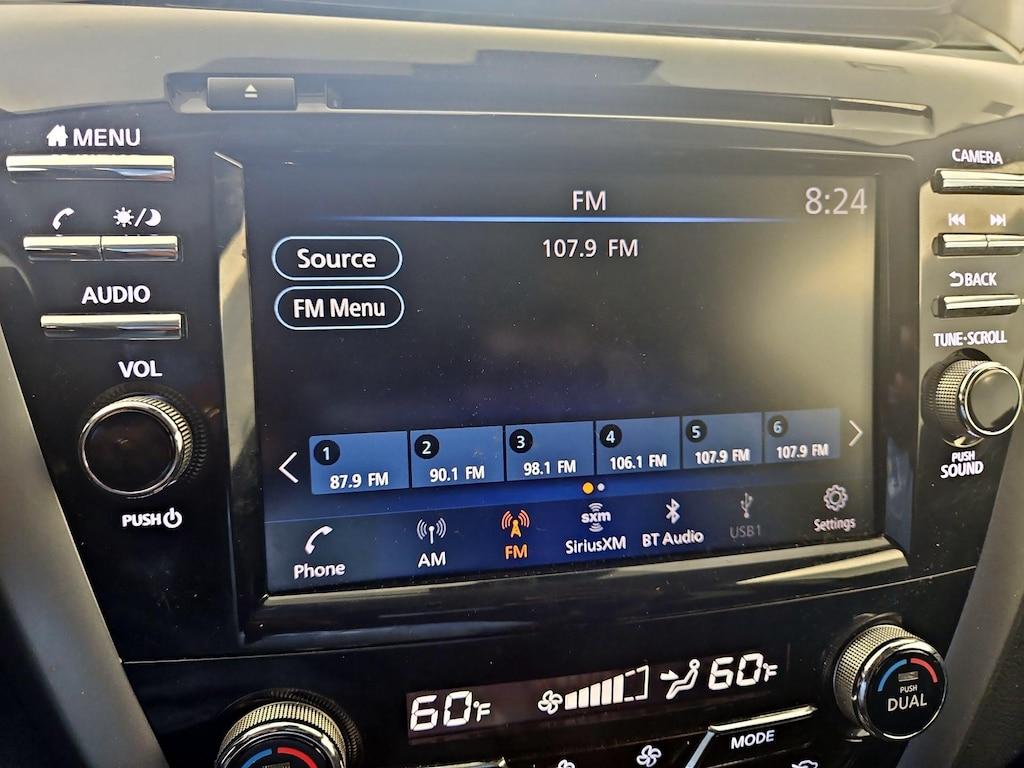 MENU
CAMERA
FM
8:24
107.9 FM
Source
FM Menu
BACK
AUDIO
TUNE·SCROLL
VOL
1
87.9 FM
2
90.1 FM
3
98.1 FM
4
106.1 FM
5
107.9 FM
6
107.9 FM
PUSH
SOUND
PUSH
Phone
AM
FM
sxm
SiriusXM
BT Audio
USB1
Settings
60°F
60°F
PUSH
DUAL
MODE